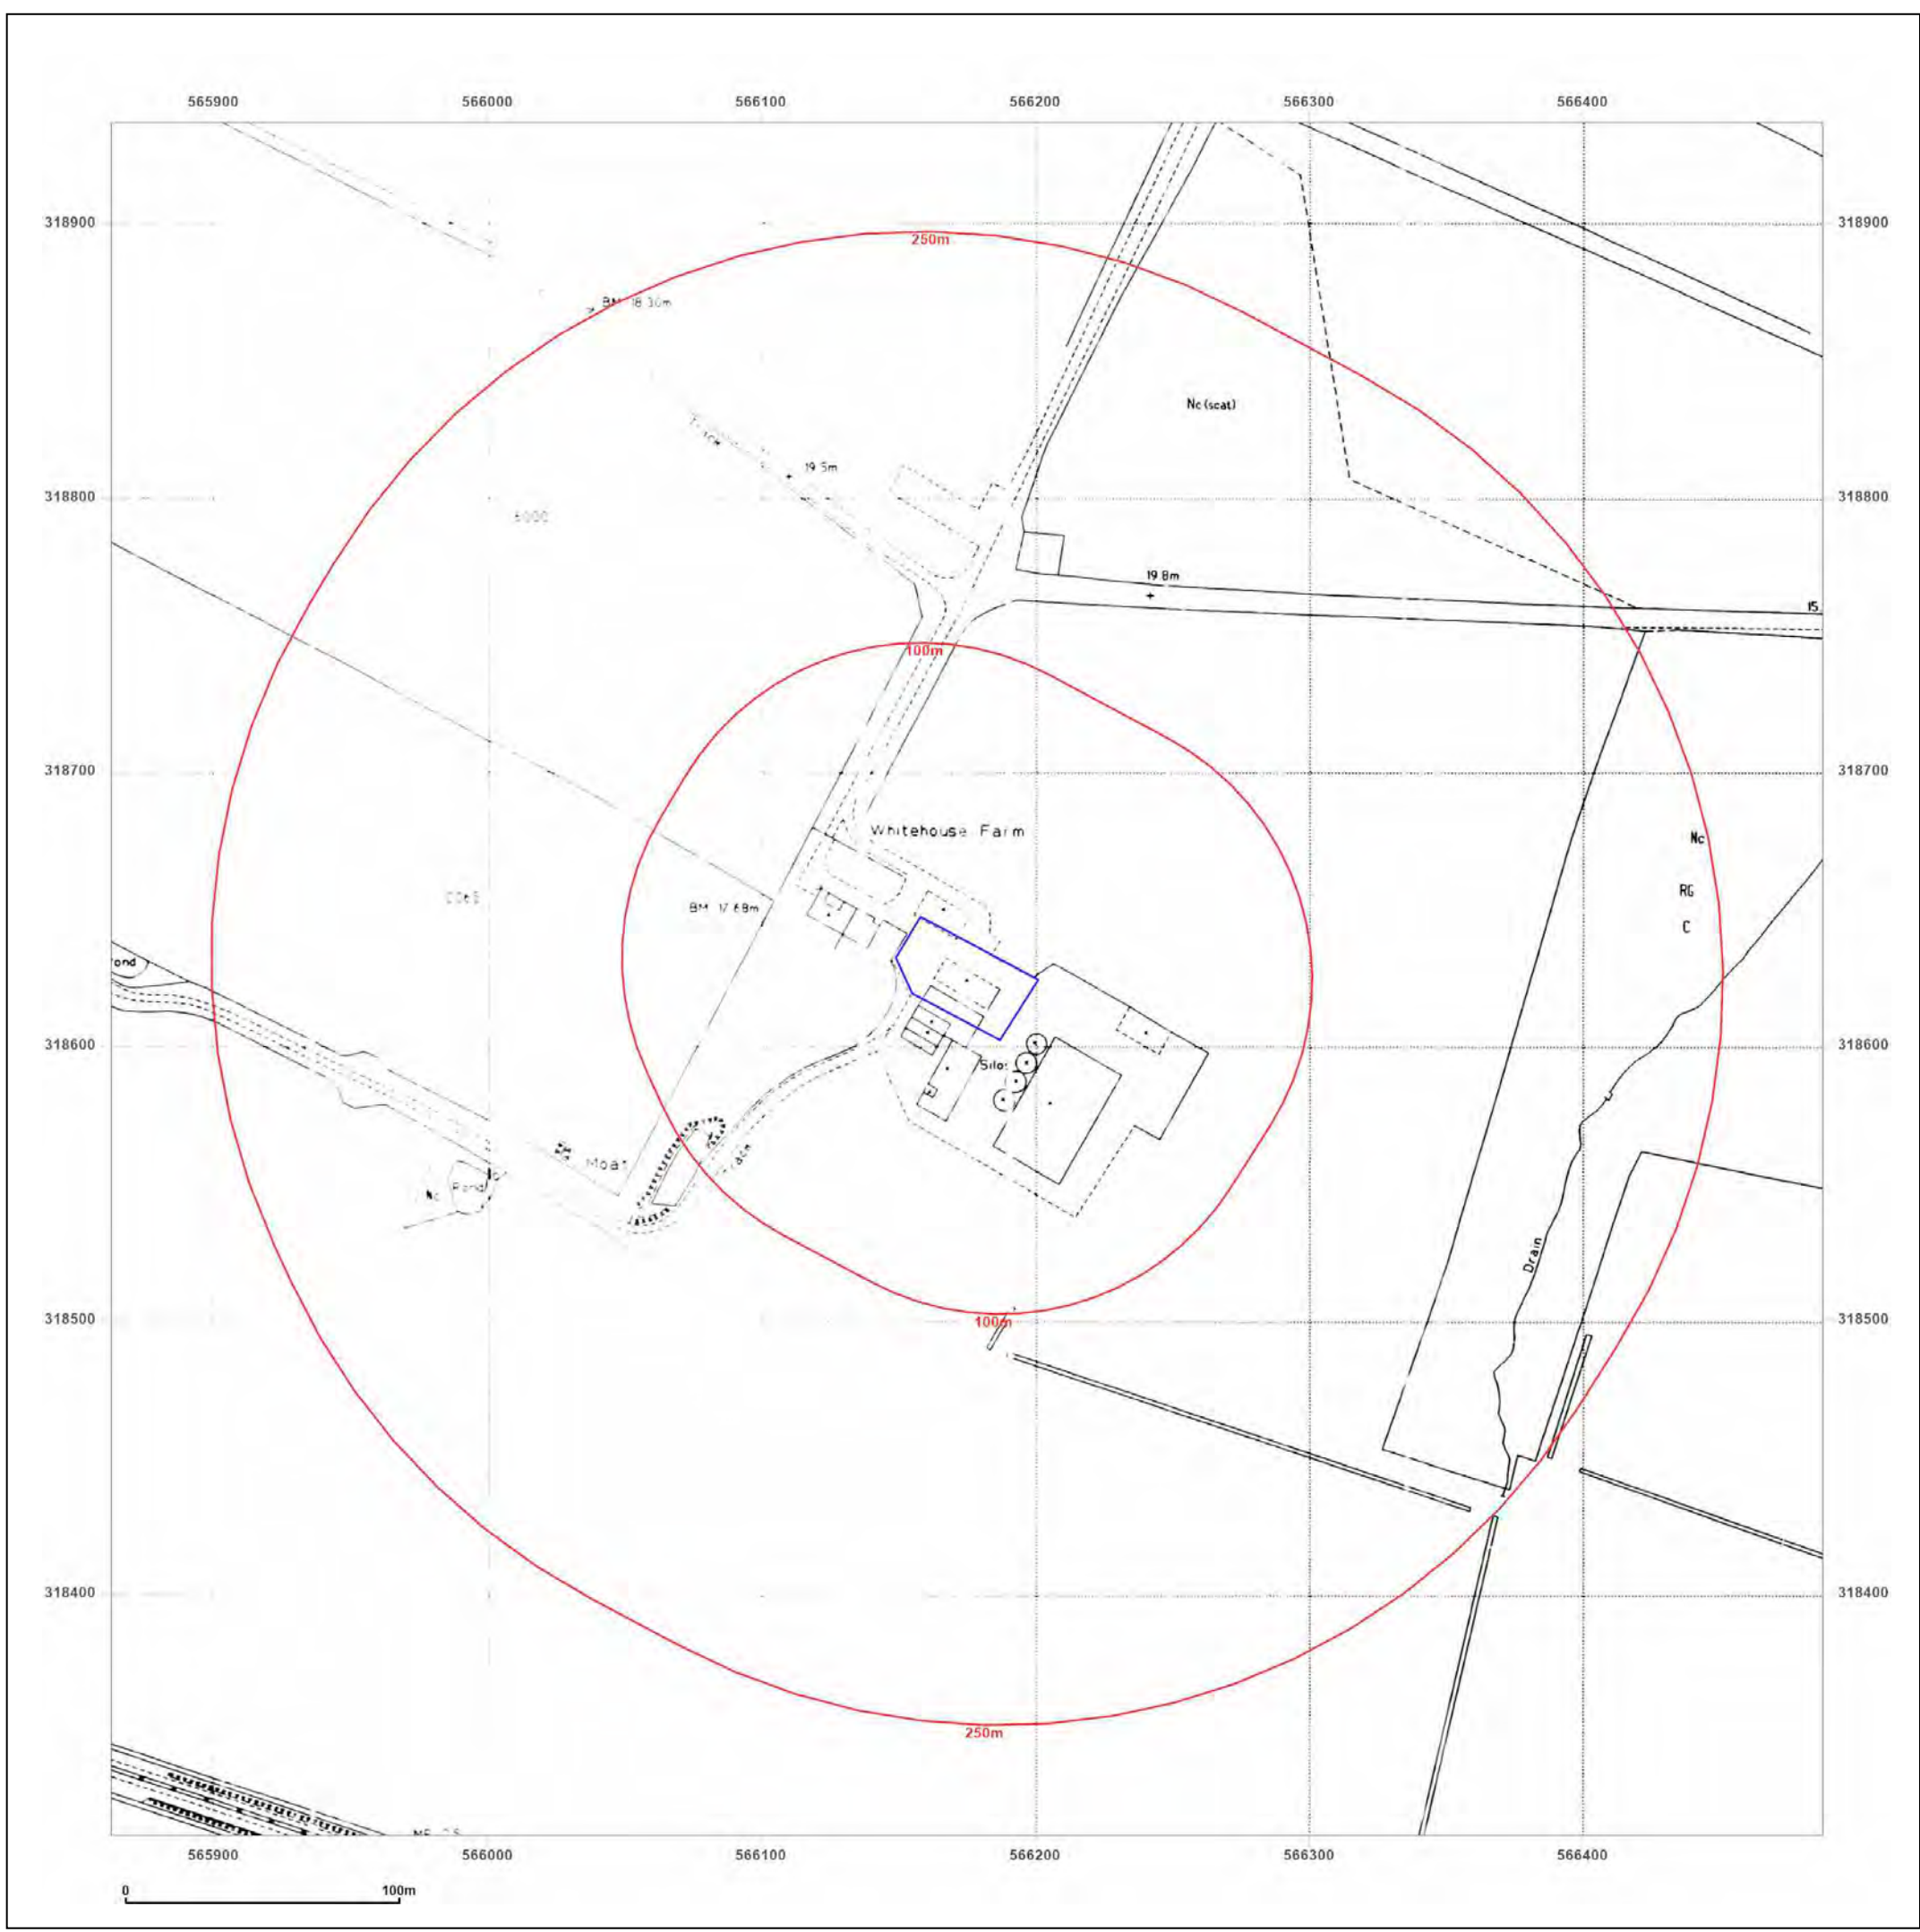 565900 566000 566100 566200 566300 566400
318900 318900
250m
BM 18.30m
Nc (scat)
Track
19.5m
318800 318800
19.8m
15
100m
318700 318700
Whitehouse Farm
Nc
RG
C
BM 17.68m
318600 318600
Silos
Moat
Track
Nc Pond
Drain
318500 318500
100m
318400 318400
250m
565900 566000 566100 566200 566300 566400
0 100m